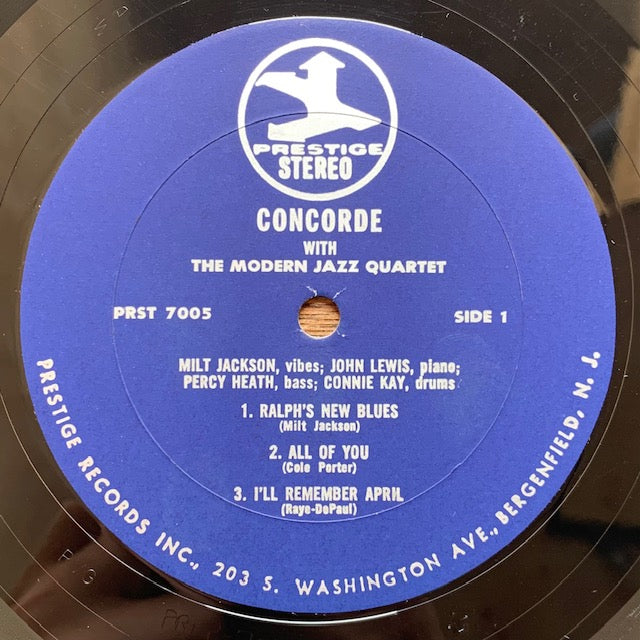 PRESTIGE
STEREO
CONCORDE
WITH
THE MODERN JAZZ QUARTET
PRST 7005
SIDE 1
MILT JACKSON, vibes; JOHN LEWIS, piano;
PERCY HEATH, bass; CONNIE KAY, drums
1. RALPH'S NEW BLUES
(Milt Jackson)
2. ALL OF YOU
(Cole Porter)
3. I'LL REMEMBER APRIL
(Raye-DePaul)
PRESTIGE RECORDS INC., 203 S. WASHINGTON AVE., BERGENFIELD, N. J.